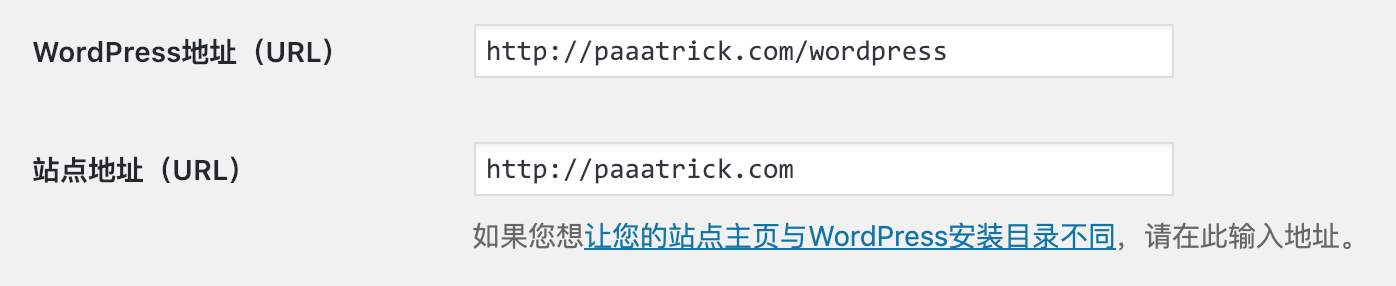 WordPress地址（URL）
http://paaatrick.com/wordpress
站点地址（URL）
http://paaatrick.com
如果您想让您的站点主页与WordPress安装目录不同，请在此输入地址。